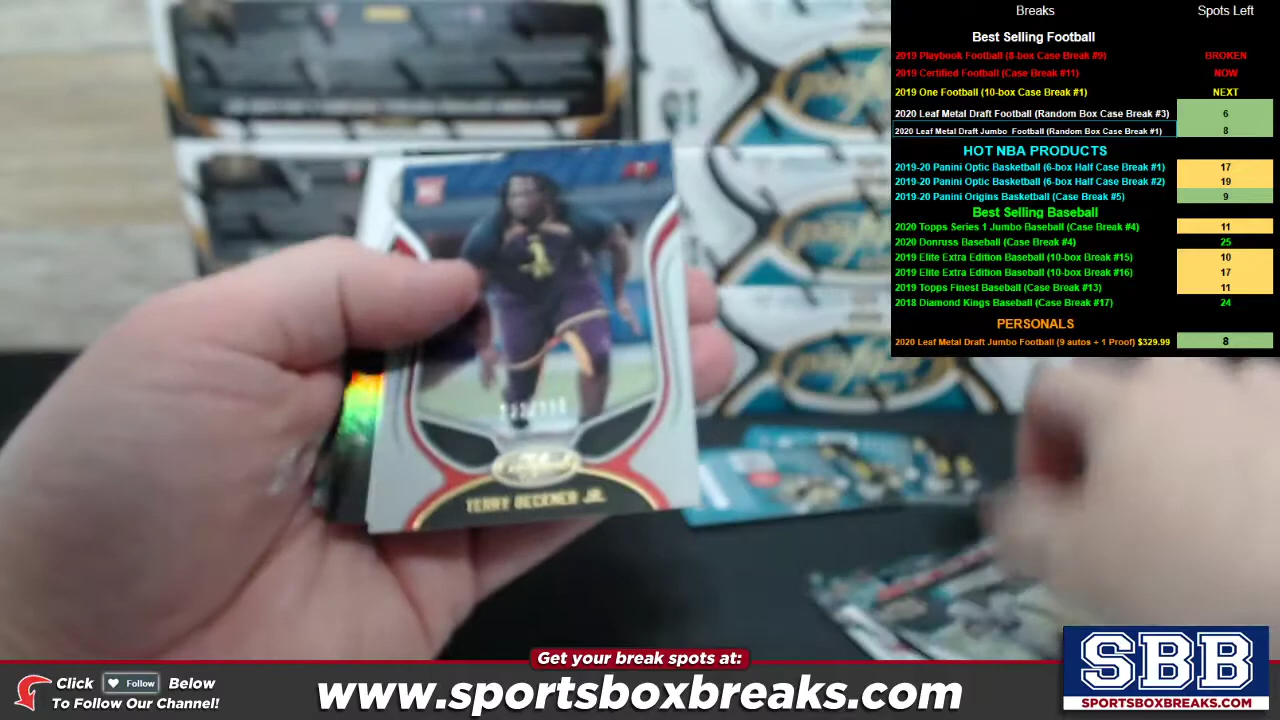 Breaks Spots Left
Best Selling Football
2019 Playbook Football (8-box Case Break #9) BROKEN
2019 Certified Football (Case Break #11) NOW
2019 One Football (10-box Case Break #1) NEXT
2020 Leaf Metal Draft Football (Random Box Case Break #3) 6
2020 Leaf Metal Draft Jumbo Football (Random Box Case Break #1) 8
HOT NBA PRODUCTS
2019-20 Panini Optic Basketball (6-box Half Case Break #1) 17
2019-20 Panini Optic Basketball (6-box Half Case Break #2) 19
2019-20 Panini Origins Basketball (Case Break #5) 9
Best Selling Baseball
2020 Topps Series 1 Jumbo Baseball (Case Break #4) 11
2020 Donruss Baseball (Case Break #4) 25
2019 Elite Extra Edition Baseball (10-box Break #15) 10
2019 Elite Extra Edition Baseball (10-box Break #16) 17
2019 Topps Finest Baseball (Case Break #13) 11
2018 Diamond Kings Baseball (Case Break #17) 24
PERSONALS
2020 Leaf Metal Draft Jumbo Football (9 autos + 1 Proof) $329.99 8
TERRY BECKNER JR.
Get your break spots at:
Click Follow Below
To Follow Our Channel!
www.sportsboxbreaks.com
SBB
SPORTSBOXBREAKS.COM